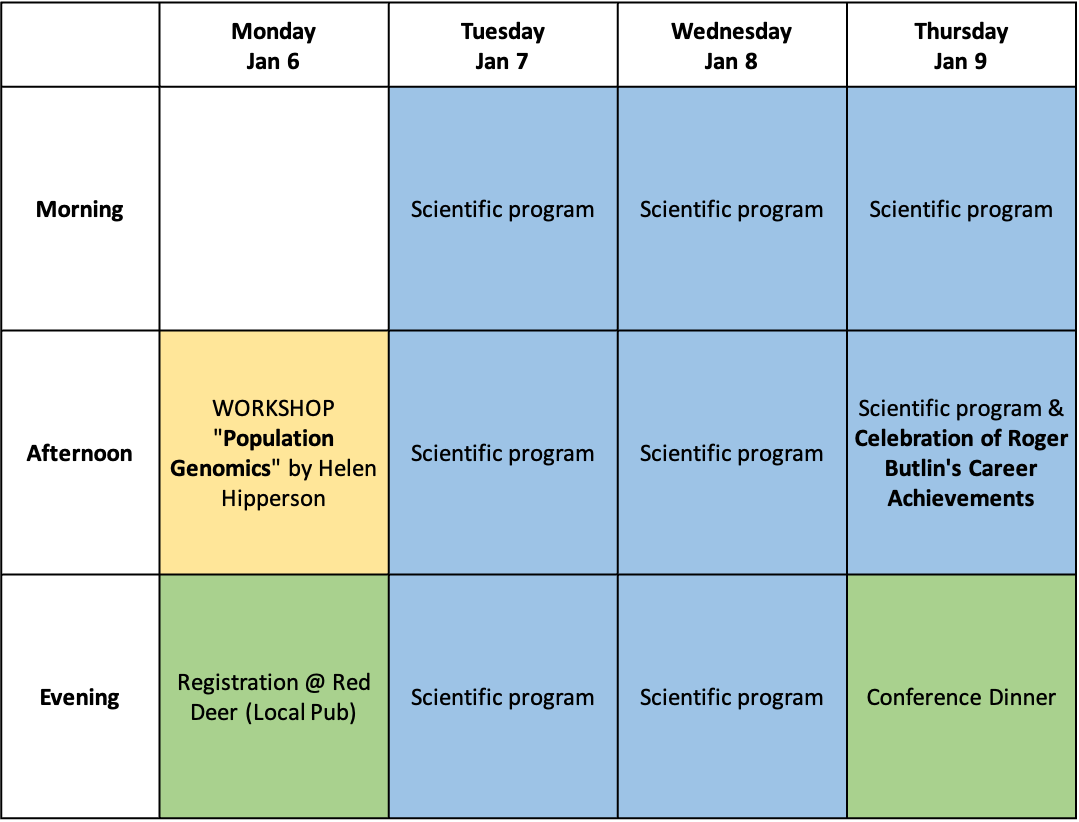 Monday
Jan 6
Tuesday
Jan 7
Wednesday
Jan 8
Thursday
Jan 9
Morning
Scientific program
Scientific program
Scientific program
Afternoon
WORKSHOP
"Population
Genomics" by Helen
Hipperson
Scientific program
Scientific program
Scientific program &
Celebration of Roger
Butlin's Career
Achievements
Evening
Registration @ Red
Deer (Local Pub)
Scientific program
Scientific program
Conference Dinner